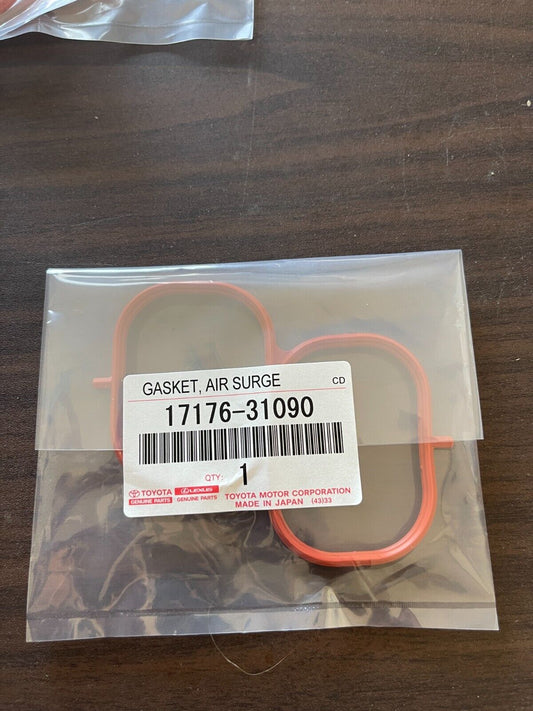 GASKET, AIR SURGE CD
17176-31090
QTY: 1
TOYOTA LEXUS TOYOTA MOTOR CORPORATION
GENUINE PARTS GENUINE PARTS MADE IN JAPAN (43)33